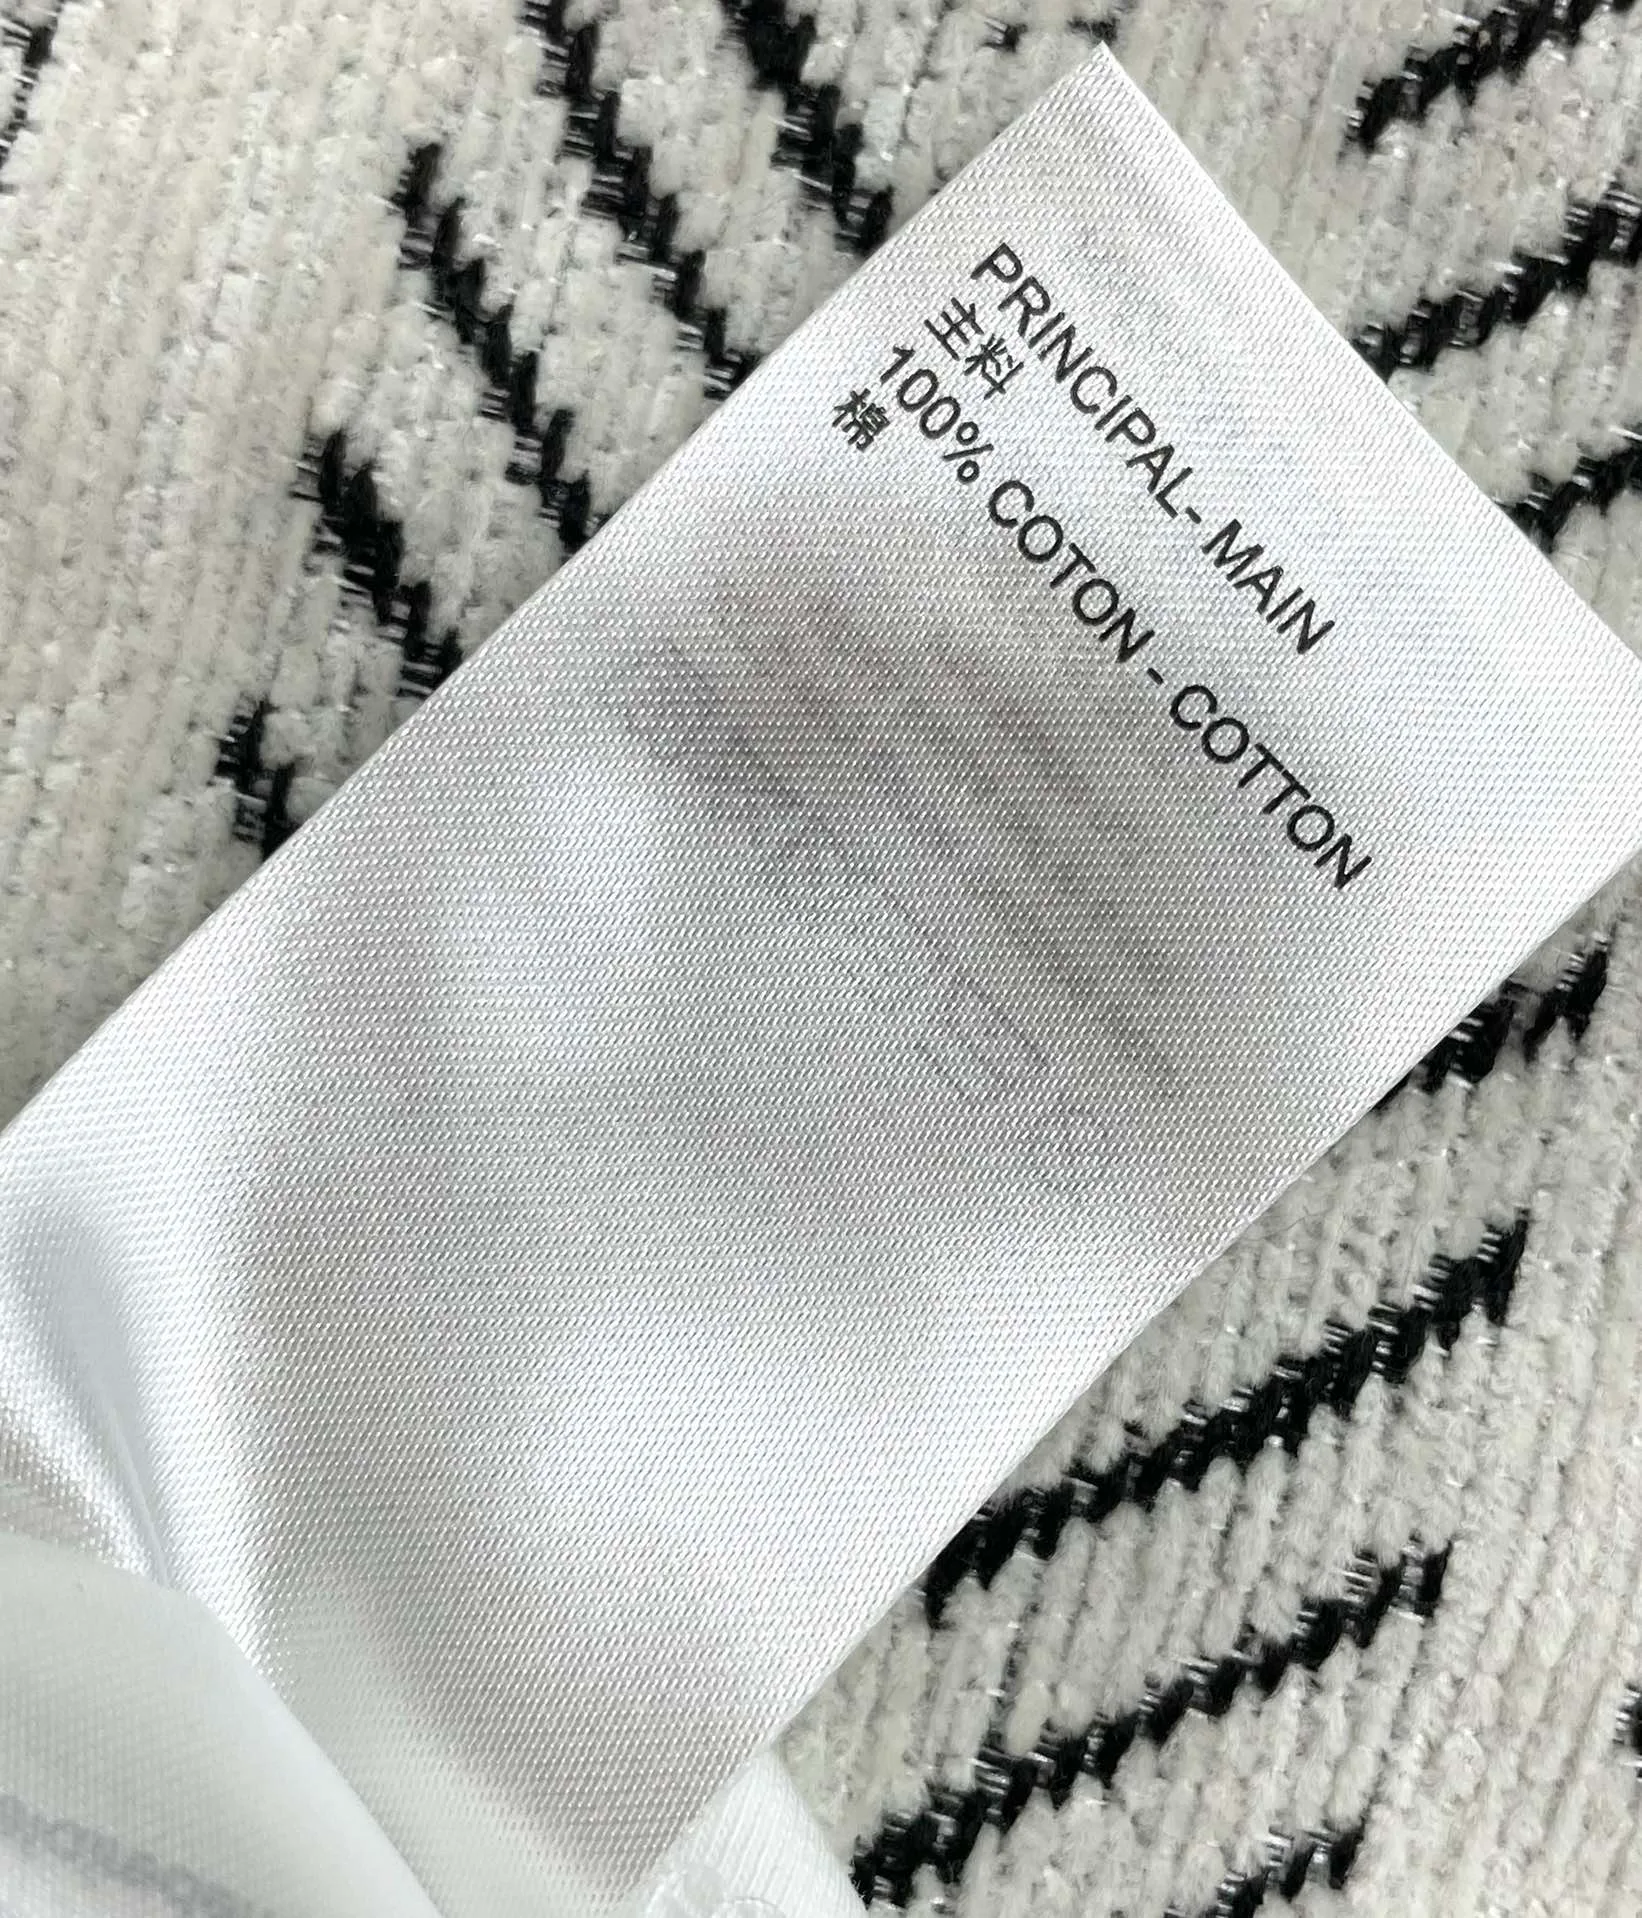 PRINCIPAL-MAIN
主料
100% COTON - COTTON
棉